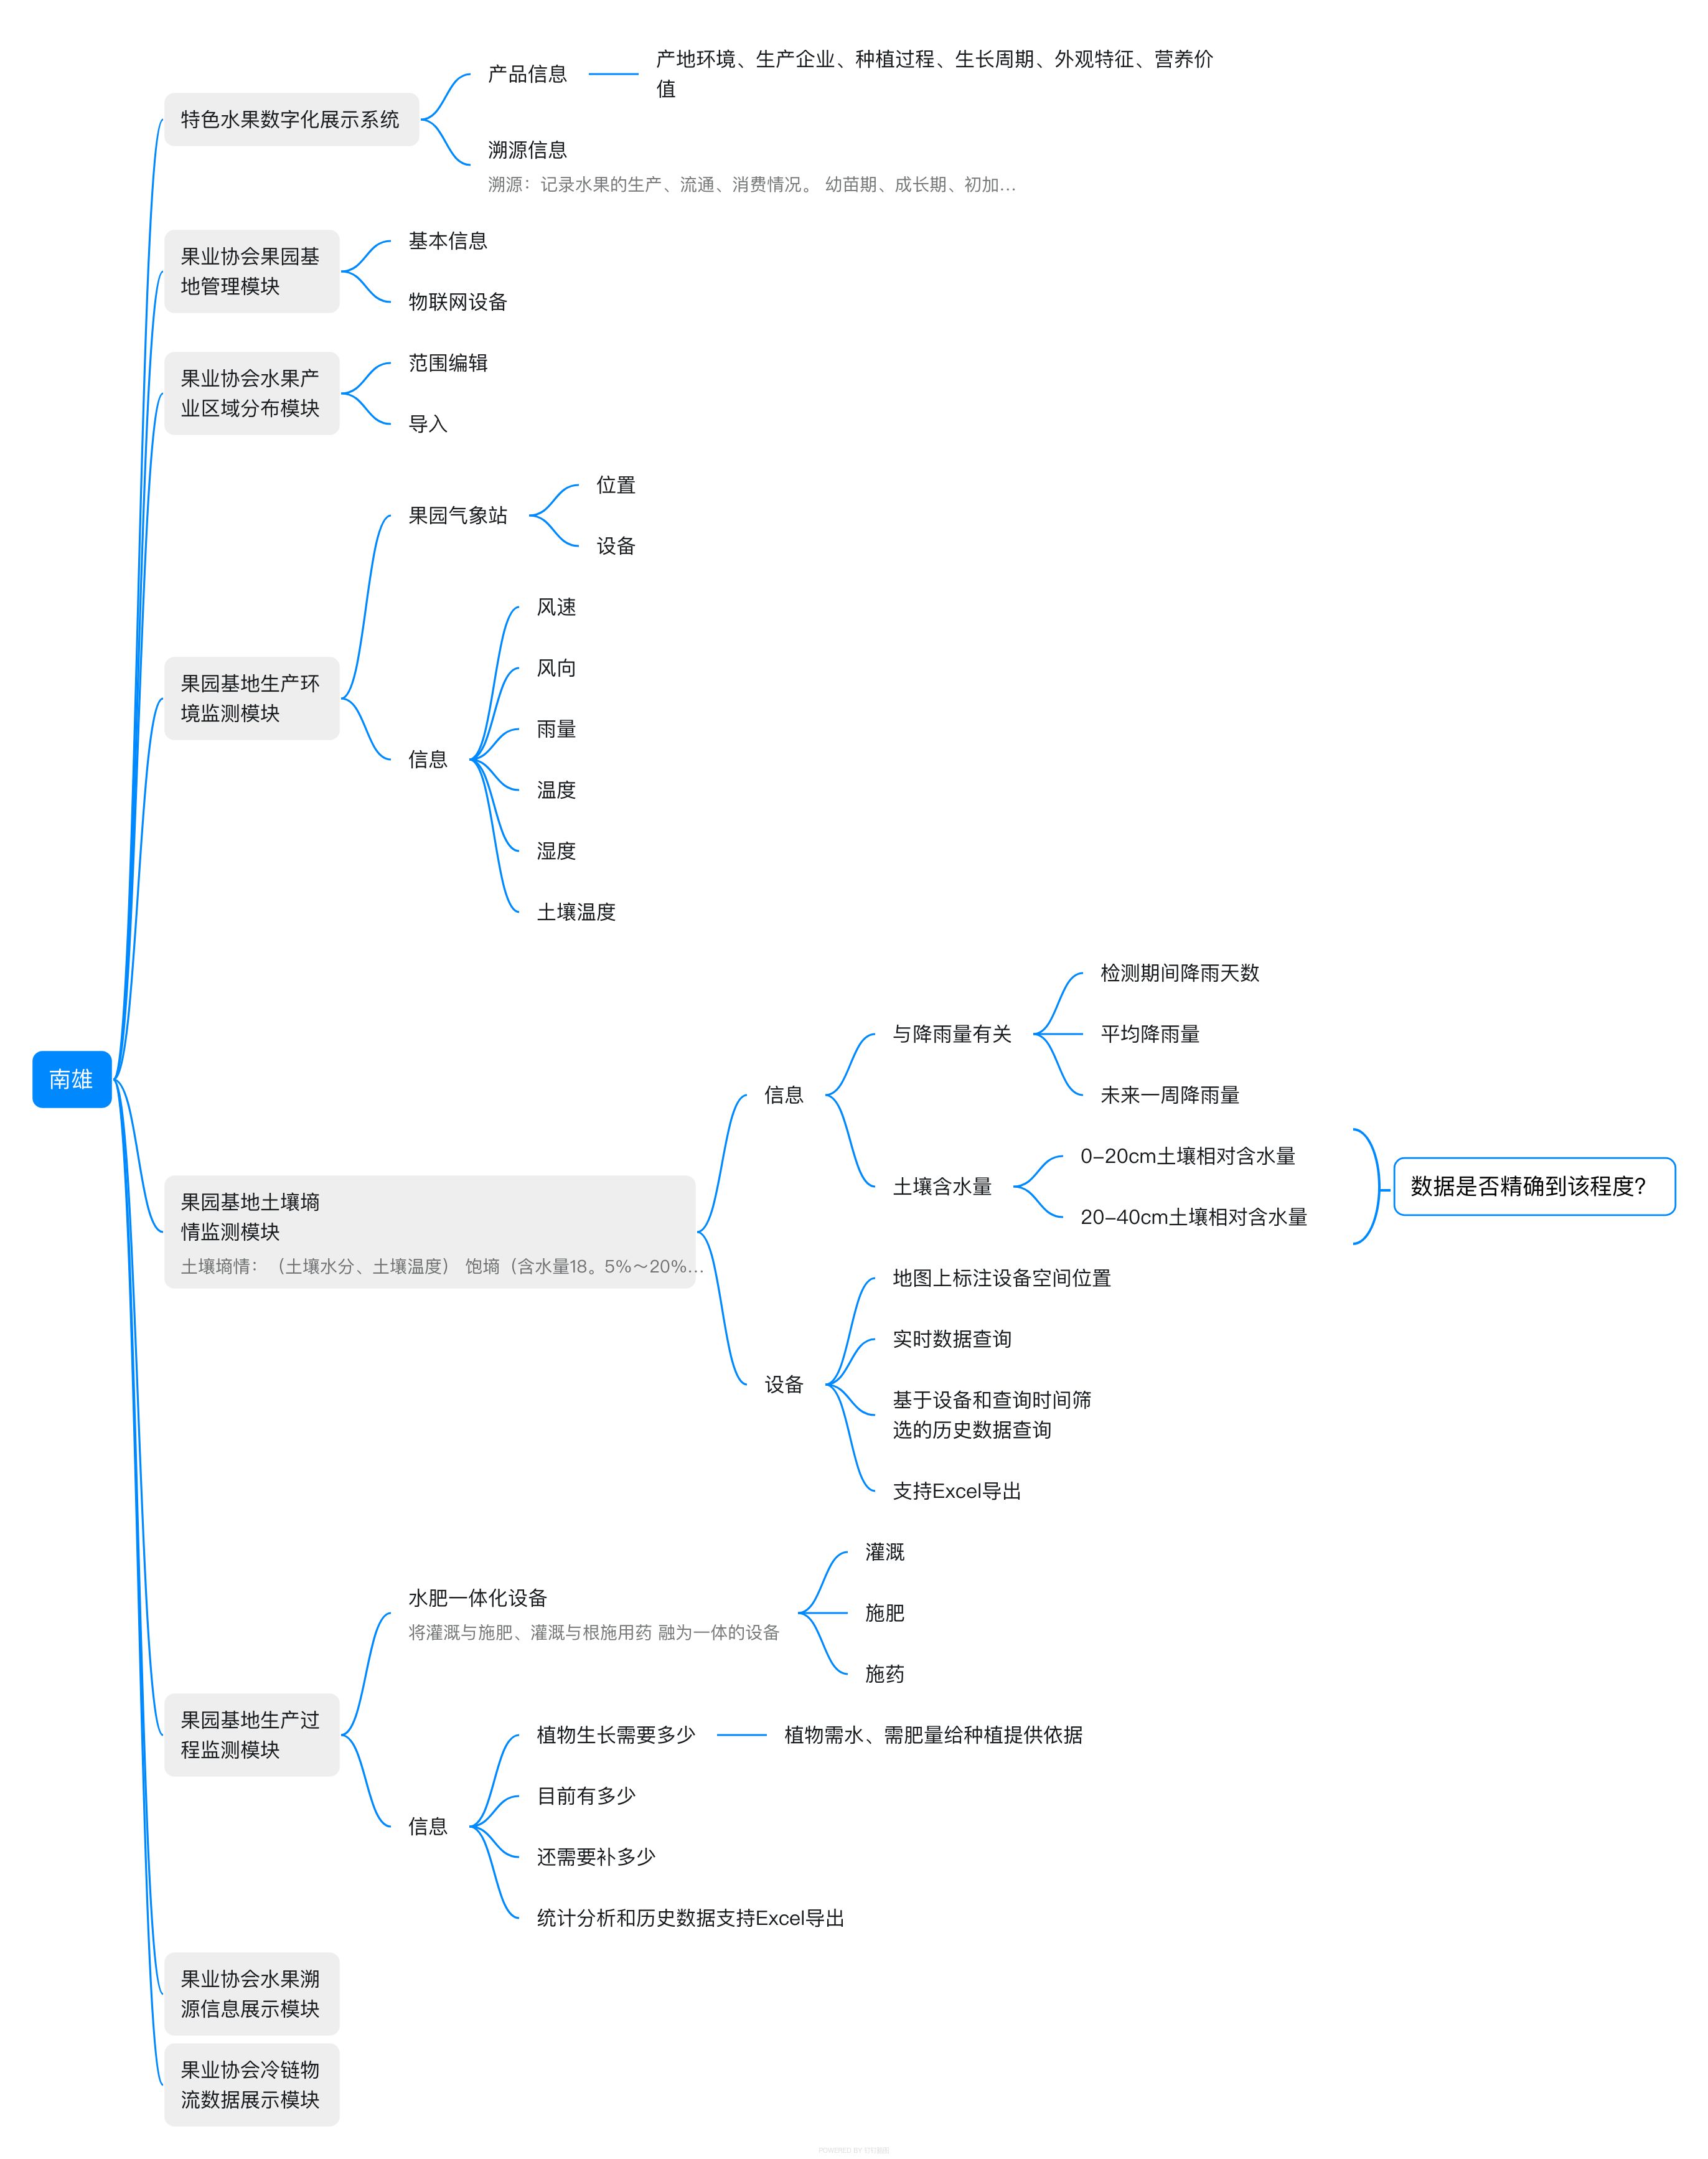 产品信息
产地环境、生产企业、种植过程、生长周期、外观特征、营养价
值
特色水果数字化展示系统
溯源信息
溯源：记录水果的生产、流通、消费情况。 幼苗期、成长期、初加...
果业协会果园基
地管理模块
基本信息
物联网设备
果业协会水果产
业区域分布模块
范围编辑
导入
果园基地生产环
境监测模块
果园气象站
位置
设备
信息
风速
风向
雨量
温度
湿度
土壤温度
南雄
果园基地土壤墒
情监测模块
土壤墒情：（土壤水分、土壤温度） 饱墒（含水量18。5%～20%...
信息
与降雨量有关
检测期间降雨天数
平均降雨量
未来一周降雨量
土壤含水量
0-20cm土壤相对含水量
20-40cm土壤相对含水量
数据是否精确到该程度？
设备
地图上标注设备空间位置
实时数据查询
基于设备和查询时间筛
选的历史数据查询
支持Excel导出
果园基地生产过
程监测模块
水肥一体化设备
将灌溉与施肥、灌溉与根施用药 融为一体的设备
灌溉
施肥
施药
信息
植物生长需要多少
植物需水、需肥量给种植提供依据
目前有多少
还需要补多少
统计分析和历史数据支持Excel导出
果业协会水果溯
源信息展示模块
果业协会冷链物
流数据展示模块
POWERED BY